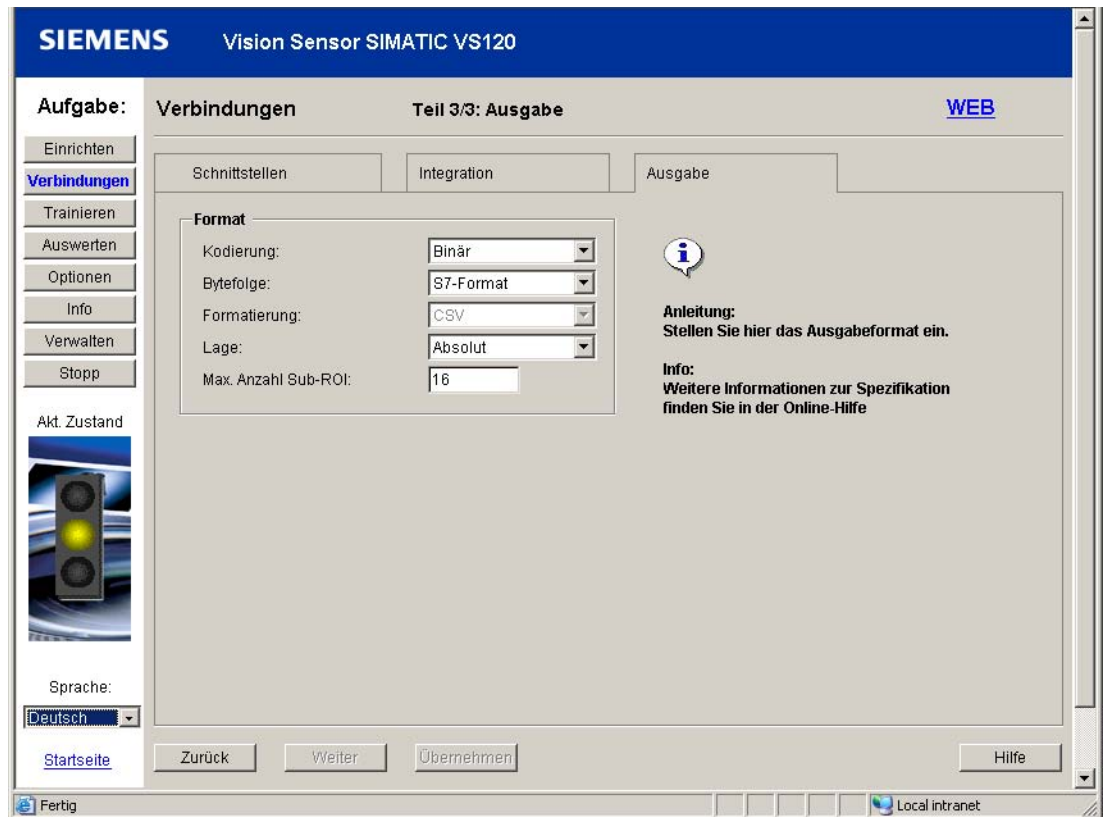 SIEMENS Vision Sensor SIMATIC VS120
Aufgabe:
Einrichten
Verbindungen
Trainieren
Auswerten
Optionen
Info
Verwalten
Stopp
Akt. Zustand
Sprache:
Deutsch
Startseite
Verbindungen Teil 3/3: Ausgabe WEB
Schnittstellen Integration Ausgabe
Format
Kodierung: Binär
Bytefolge: S7-Format
Formatierung: CSV
Lage: Absolut
Max. Anzahl Sub-ROI: 16
Anleitung:
Stellen Sie hier das Ausgabeformat ein.
Info:
Weitere Informationen zur Spezifikation
finden Sie in der Online-Hilfe
Zurück Weiter Übernehmen Hilfe
Fertig Local intranet